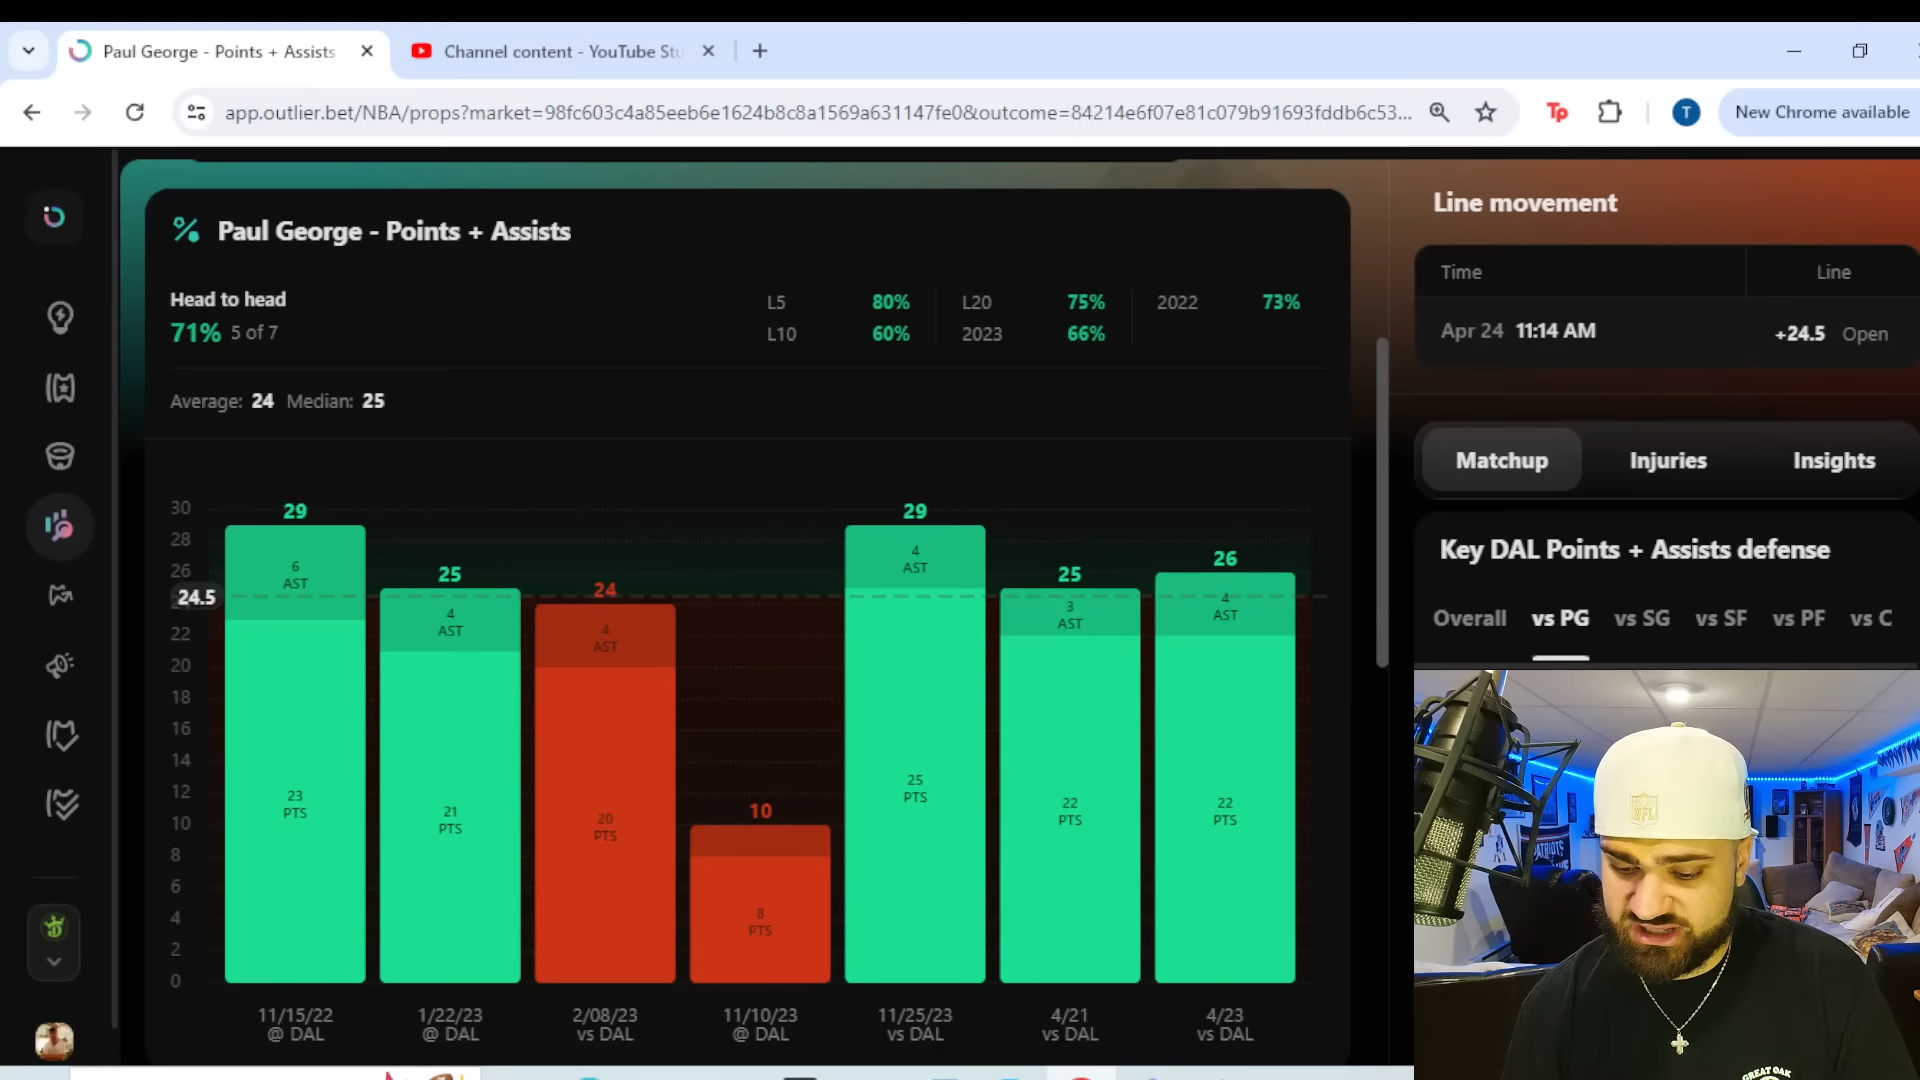 Paul George - Points + Assists
Channel content - YouTube Stu
app.outlier.bet/NBA/props?market=98fc603c4a85eeb6e1624b8c8a1569a631147fe0&outcome=84214e6f07e81c079b91693fddb6c53...
Tp
T
New Chrome available
Paul George - Points + Assists
Head to head
71% 5 of 7
L5 80% L20 75% 2022 73%
L10 60% 2023 66%
Average: 24 Median: 25
30
28
26
24.5
22
20
18
16
14
12
10
8
6
4
2
0
29
6
AST
23
PTS
25
4
AST
21
PTS
24
4
AST
20
PTS
10
8
PTS
29
4
AST
25
PTS
25
3
AST
22
PTS
26
4
AST
22
PTS
11/15/22
@ DAL
1/22/23
@ DAL
2/08/23
vs DAL
11/10/23
@ DAL
11/25/23
vs DAL
4/21
vs DAL
4/23
vs DAL
Line movement
Time Line
Apr 24 11:14 AM +24.5 Open
Matchup Injuries Insights
Key DAL Points + Assists defense
Overall vs PG vs SG vs SF vs PF vs C
NFL
PATRIOTS
GREAT OAK